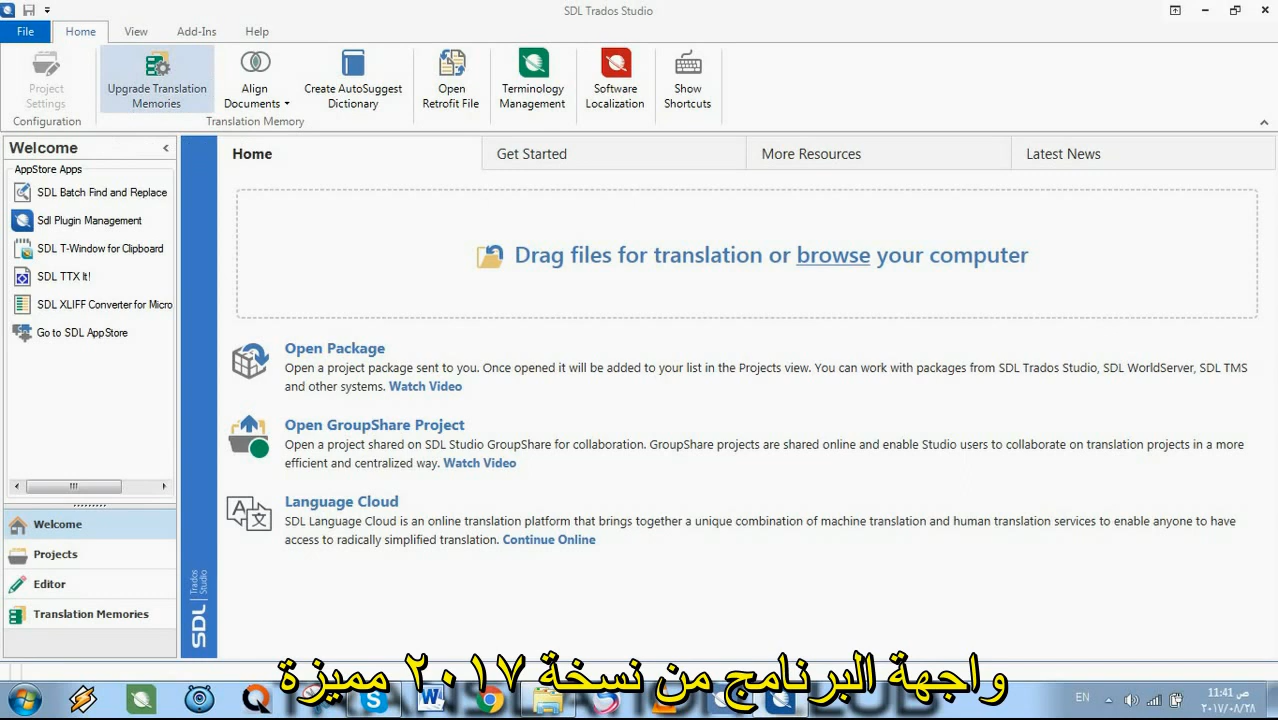 SDL Trados Studio
File
Home
View
Add-Ins
Help
Project Settings
Upgrade Translation Memories
Align Documents
Create AutoSuggest Dictionary
Open Retrofit File
Terminology Management
Software Localization
Show Shortcuts
Configuration
Translation Memory
Welcome
AppStore Apps
SDL Batch Find and Replace
Sdl Plugin Management
SDL T-Window for Clipboard
SDL TTX It!
SDL XLIFF Converter for Micro
Go to SDL AppStore
Welcome
Projects
Editor
Translation Memories
SDL Trados Studio
Home
Get Started
More Resources
Latest News
Drag files for translation or browse your computer
Open Package
Open a project package sent to you. Once opened it will be added to your list in the Projects view. You can work with packages from SDL Trados Studio, SDL WorldServer, SDL TMS
and other systems. Watch Video
Open GroupShare Project
Open a project shared on SDL Studio GroupShare for collaboration. GroupShare projects are shared online and enable Studio users to collaborate on translation projects in a more
efficient and centralized way. Watch Video
Language Cloud
SDL Language Cloud is an online translation platform that brings together a unique combination of machine translation and human translation services to enable anyone to have
access to radically simplified translation. Continue Online
واجهة البرنامج من نسخة ٢٠١٧ مميزة
EN
11:41 ص
٢٠١٧/٠٨/٢٨